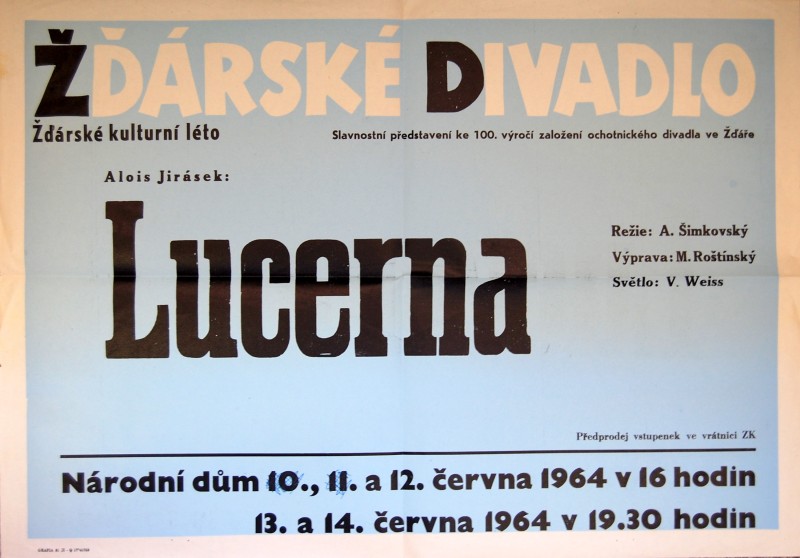 ŽĎÁRSKÉ DIVADLO
Žďárské kulturní léto
Slavnostní představení ke 100. výročí založení ochotnického divadla ve Žďáře
Alois Jirásek:
Lucerna
Režie: A. Šimkovský
Výprava: M. Roštínský
Světlo: V. Weiss
Předprodej vstupenek ve vrátnici ZK
Národní dům 10., 11. a 12. června 1964 v 16 hodin
13. a 14. června 1964 v 19.30 hodin